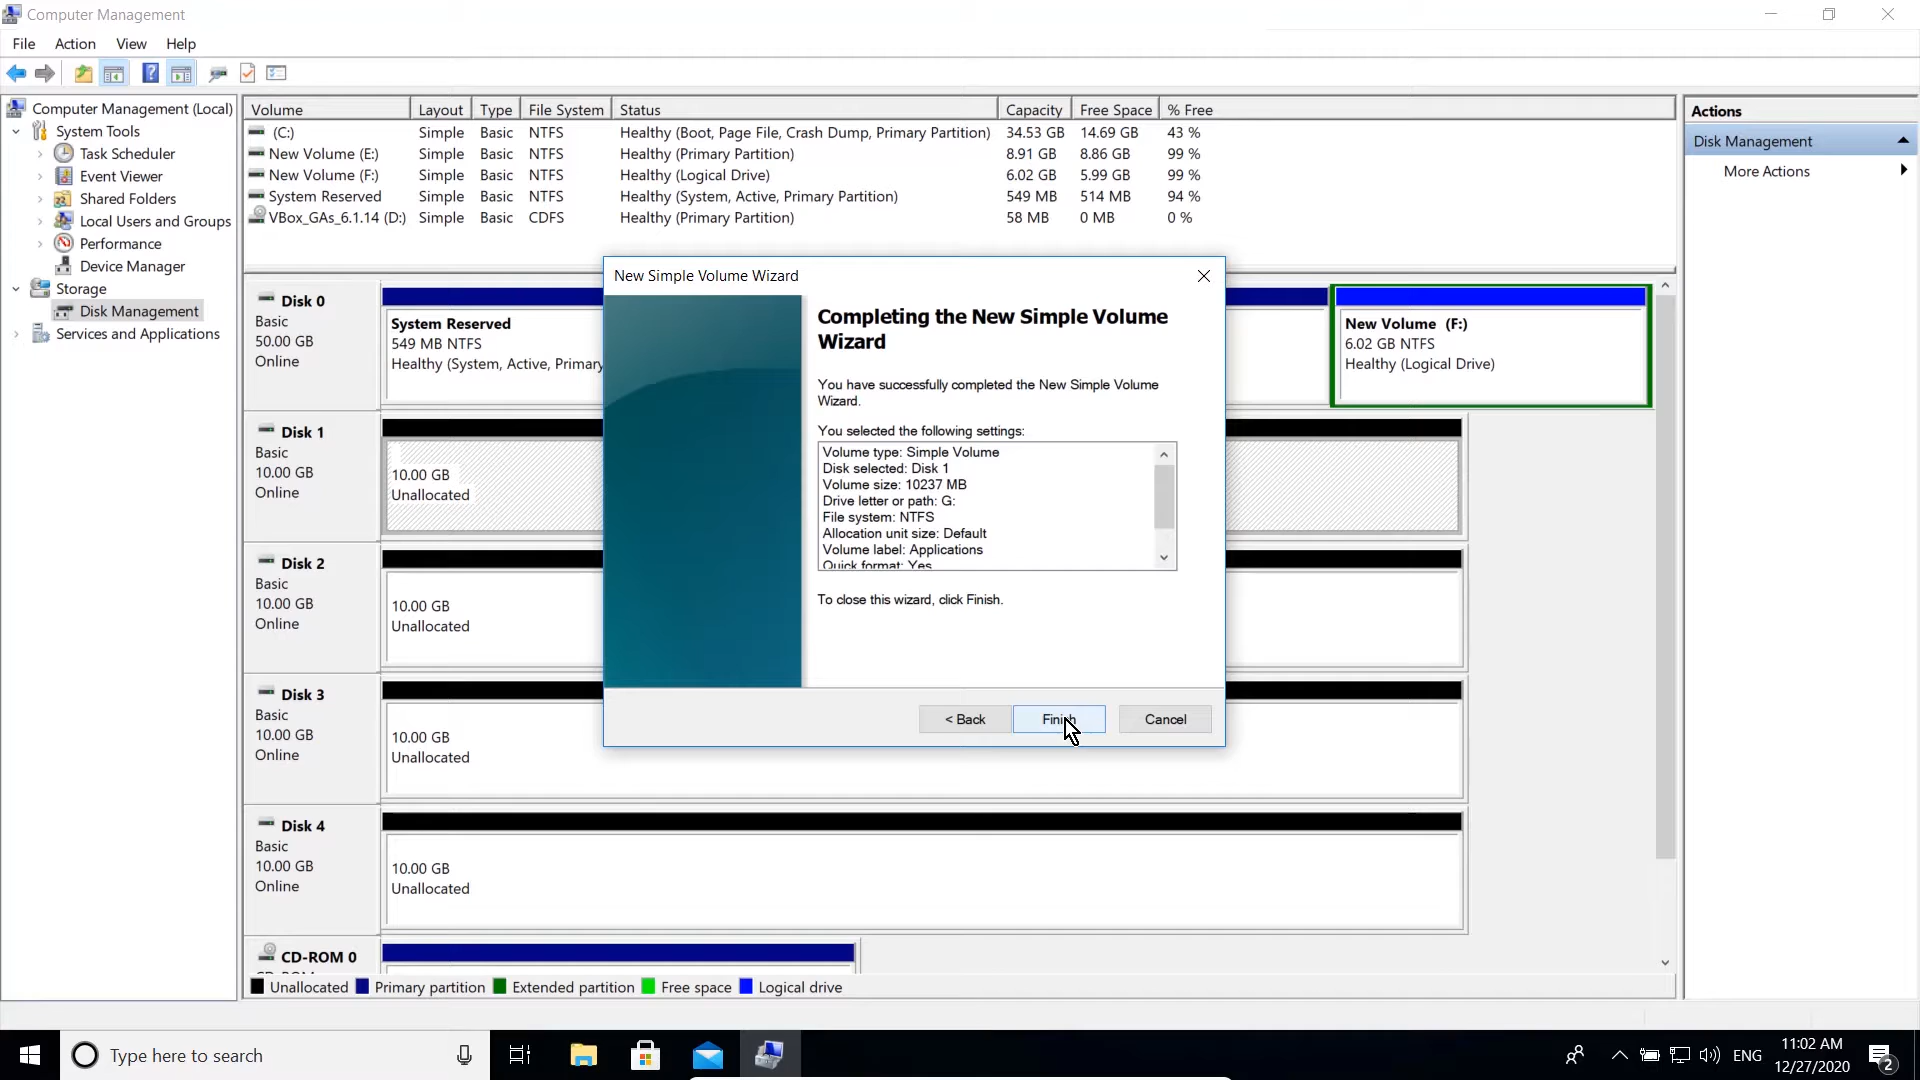 Computer Management
File Action View Help
Computer Management (Local)
System Tools
Task Scheduler
Event Viewer
Shared Folders
Local Users and Groups
Performance
Device Manager
Storage
Disk Management
Services and Applications
Volume Layout Type File System Status Capacity Free Space % Free
(C:) Simple Basic NTFS Healthy (Boot, Page File, Crash Dump, Primary Partition) 34.53 GB 14.69 GB 43 %
New Volume (E:) Simple Basic NTFS Healthy (Primary Partition) 8.91 GB 8.86 GB 99 %
New Volume (F:) Simple Basic NTFS Healthy (Logical Drive) 6.02 GB 5.99 GB 99 %
System Reserved Simple Basic NTFS Healthy (System, Active, Primary Partition) 549 MB 514 MB 94 %
VBox_GAs_6.1.14 (D:) Simple Basic CDFS Healthy (Primary Partition) 58 MB 0 MB 0 %
Disk 0
Basic
50.00 GB
Online
System Reserved
549 MB NTFS
Healthy (System, Active, Primary
New Volume (F:)
6.02 GB NTFS
Healthy (Logical Drive)
Disk 1
Basic
10.00 GB
Online
10.00 GB
Unallocated
Disk 2
Basic
10.00 GB
Online
10.00 GB
Unallocated
Disk 3
Basic
10.00 GB
Online
10.00 GB
Unallocated
Disk 4
Basic
10.00 GB
Online
10.00 GB
Unallocated
CD-ROM 0
Unallocated Primary partition Extended partition Free space Logical drive
New Simple Volume Wizard
Completing the New Simple Volume
Wizard
You have successfully completed the New Simple Volume
Wizard.
You selected the following settings:
Volume type: Simple Volume
Disk selected: Disk 1
Volume size: 10237 MB
Drive letter or path: G:
File system: NTFS
Allocation unit size: Default
Volume label: Applications
Quick format: Yes
To close this wizard, click Finish.
< Back Finish Cancel
Actions
Disk Management
More Actions
Type here to search
ENG
11:02 AM
12/27/2020
2